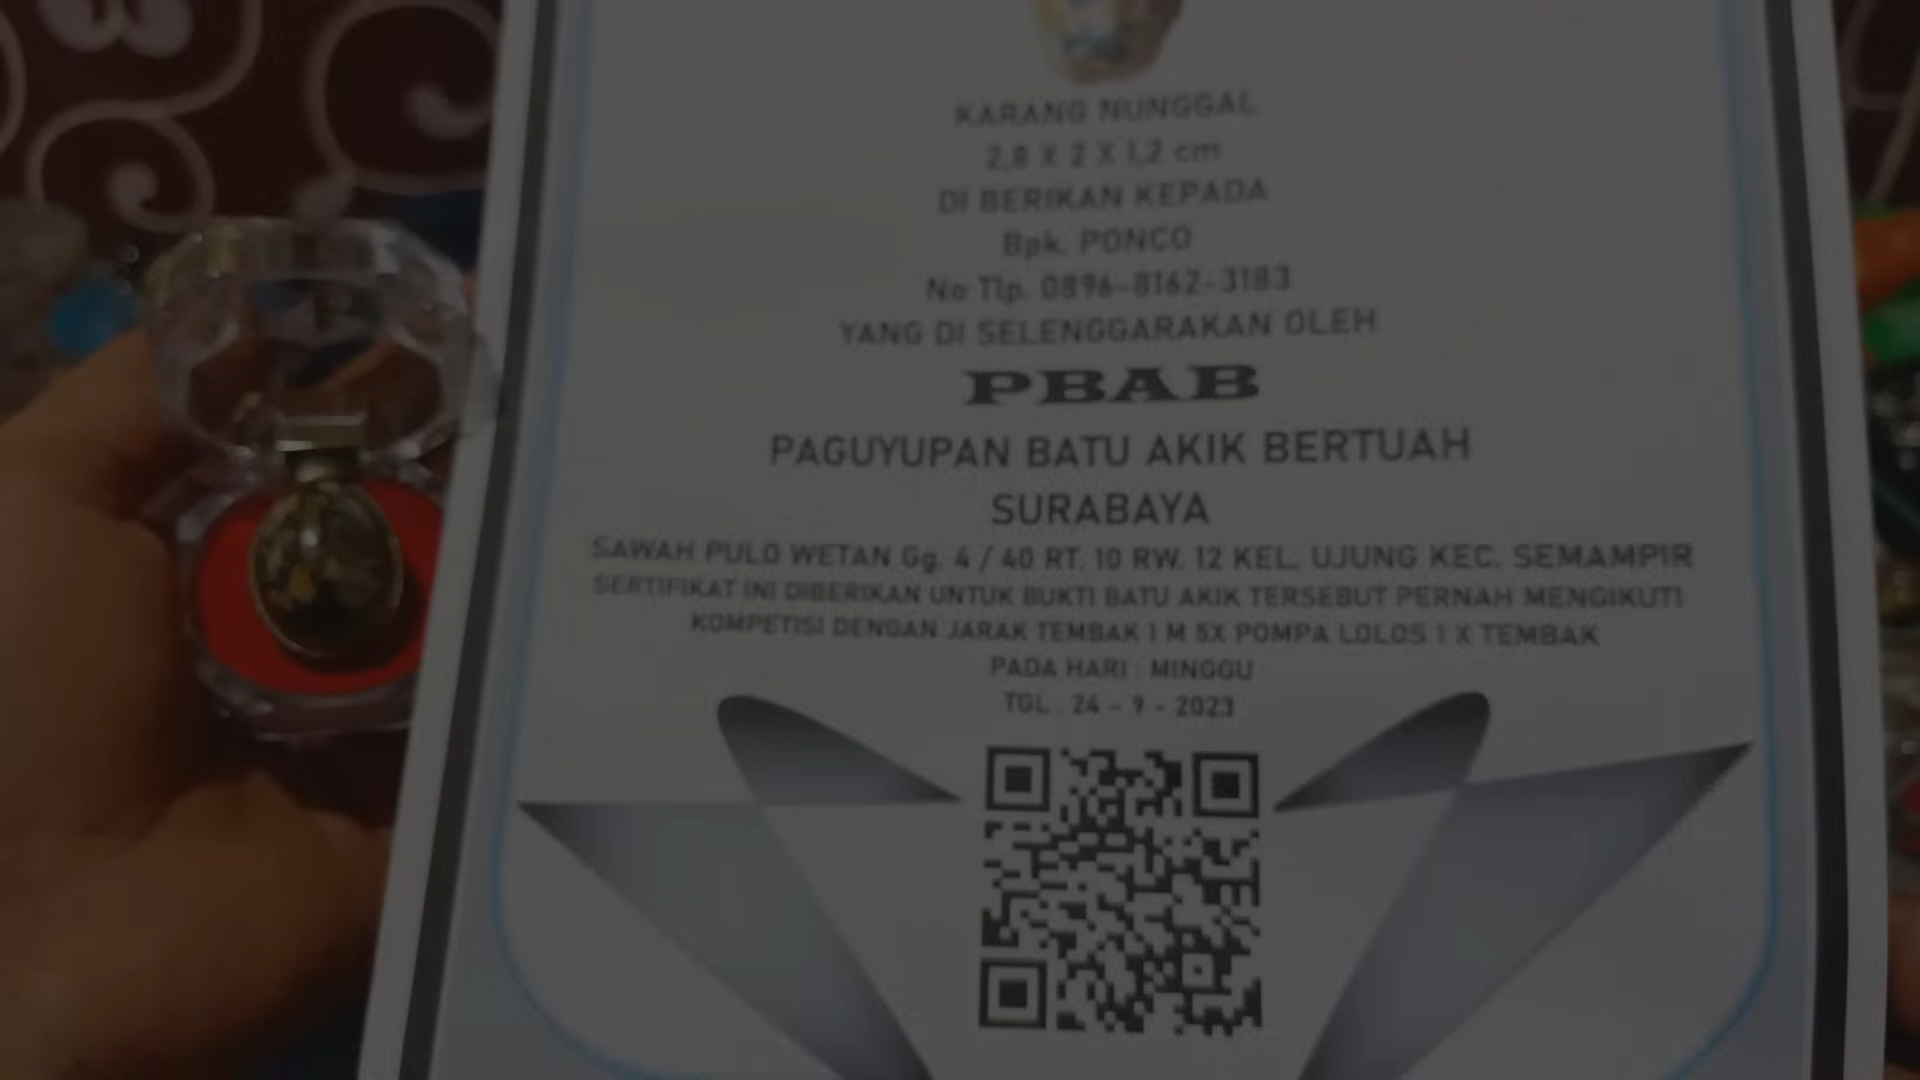 KARANG NUNGGAL
2,8 X 2 X 1,2 cm
DI BERIKAN KEPADA
Bpk. PONCO
No Tlp. 0896-8162-3183
YANG DI SELENGGARAKAN OLEH
PBAB
PAGUYUPAN BATU AKIK BERTUAH
SURABAYA
SAWAH PULO WETAN Gg. 4 / 40 RT. 10 RW. 12 KEL. UJUNG KEC. SEMAMPIR
SERTIFIKAT INI DIBERIKAN UNTUK BUKTI BATU AKIK TERSEBUT PERNAH MENGIKUTI
KOMPETISI DENGAN JARAK TEMBAK 1 M 5X POMPA LOLOS 1 X TEMBAK
PADA HARI : MINGGU
TGL : 24 - 9 - 2023